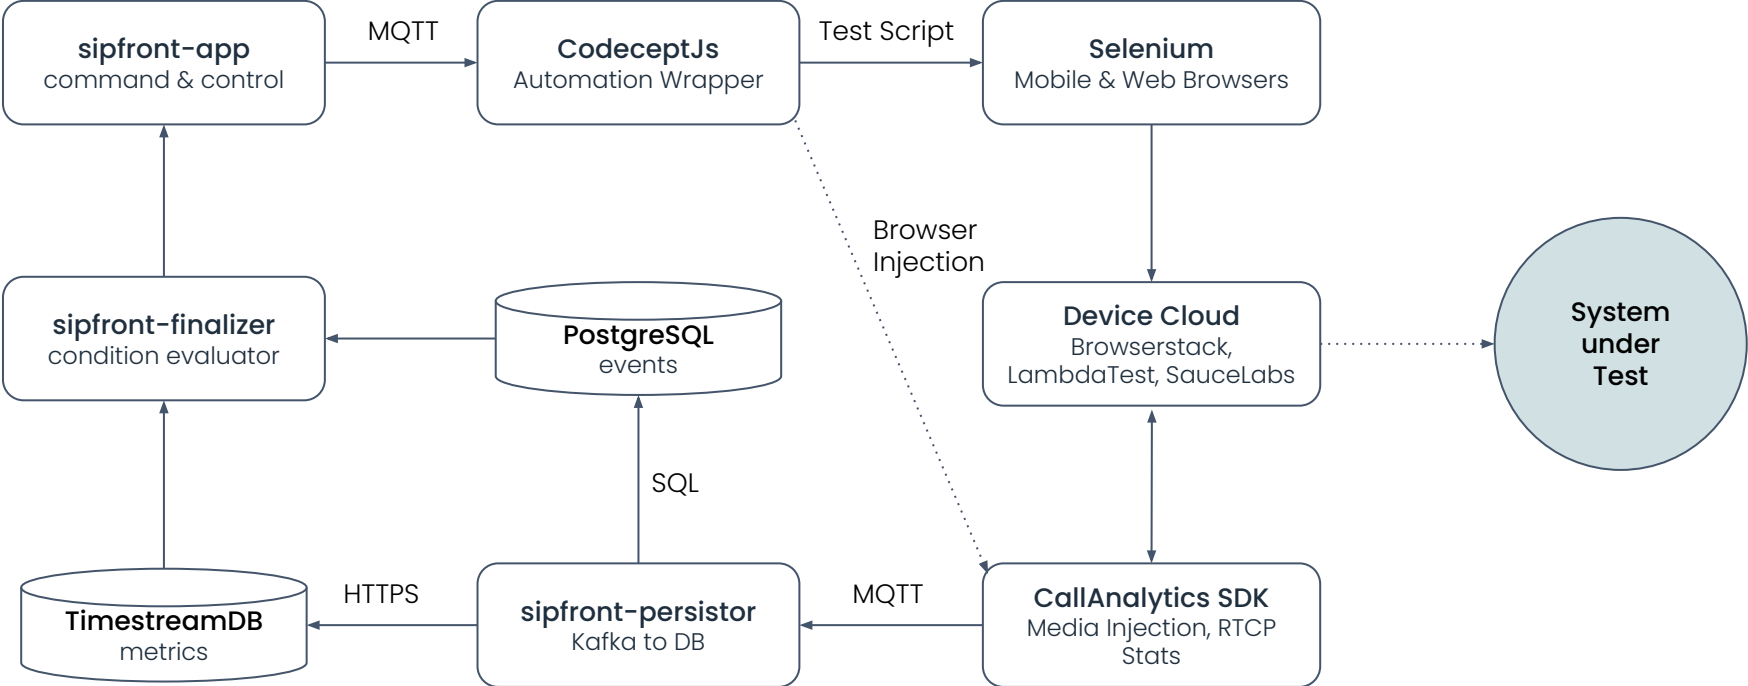 sipfront-app
command & control
MQTT
CodeceptJs
Automation Wrapper
Test Script
Selenium
Mobile & Web Browsers
Browser
Injection
sipfront-finalizer
condition evaluator
PostgreSQL
events
Device Cloud
Browserstack,
LambdaTest, SauceLabs
System
under
Test
SQL
TimestreamDB
metrics
HTTPS
sipfront-persistor
Kafka to DB
MQTT
CallAnalytics SDK
Media Injection, RTCP
Stats